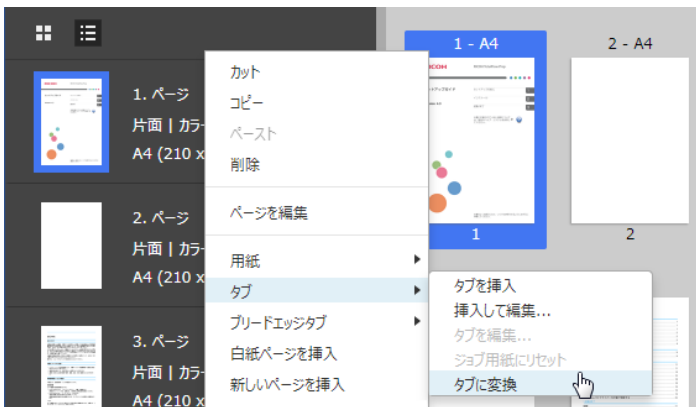 1. ページ
片面 | カラー
A4 (210 x
2. ページ
片面 | カラー
A4 (210 x
3. ページ
片面 | カラー
A4 (210 x
カット
コピー
ペースト
削除
ページを編集
用紙
タブ
ブリードエッジタブ
白紙ページを挿入
新しいページを挿入
タブを挿入
挿入して編集...
タブを編集...
ジョブ用紙にリセット
タブに変換
1 - A4
2 - A4
1
2